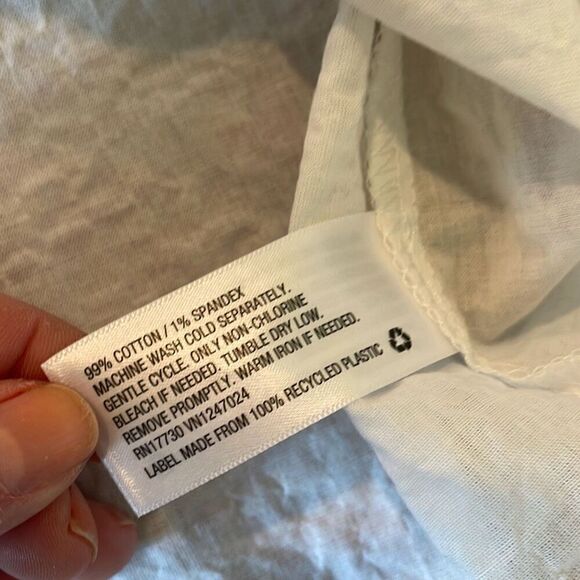 99% COTTON / 1% SPANDEX
MACHINE WASH COLD SEPARATELY.
GENTLE CYCLE. ONLY NON-CHLORINE
BLEACH IF NEEDED. TUMBLE DRY LOW.
REMOVE PROMPTLY. WARM IRON IF NEEDED.
RN17730 VN1247024
LABEL MADE FROM 100% RECYCLED PLASTIC